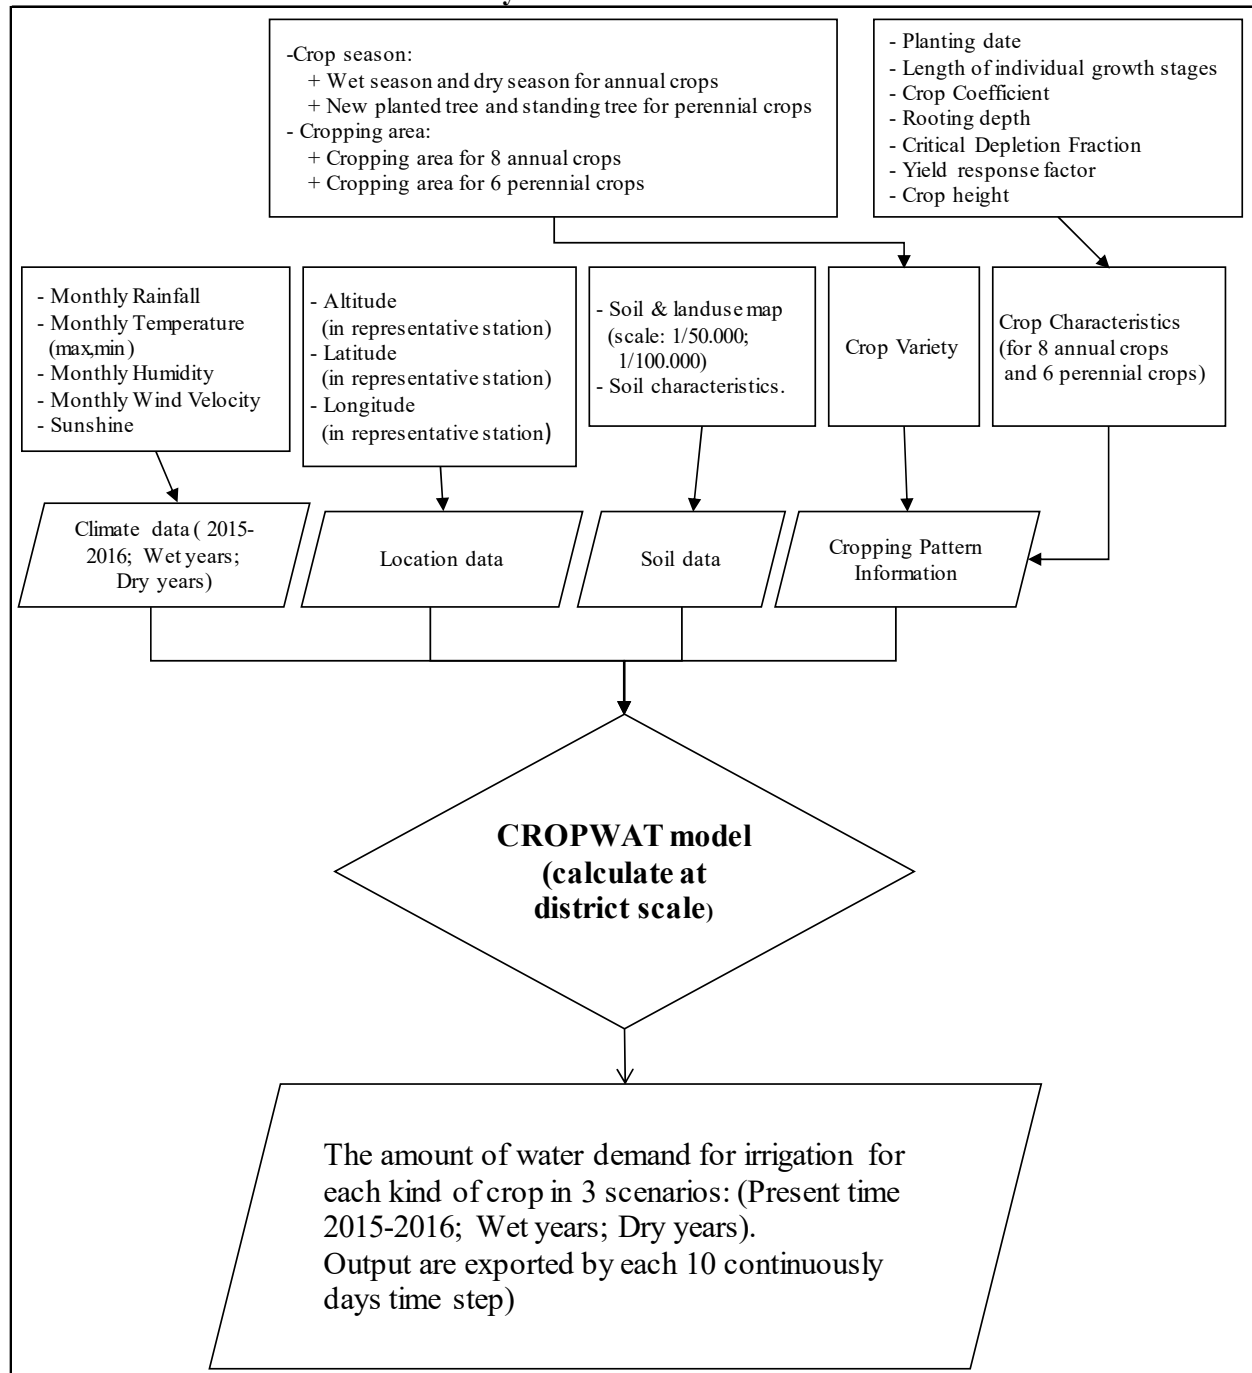 -Crop season:
+ Wet season and dry season for annual crops
+ New planted tree and standing tree for perennial crops
- Cropping area:
+ Cropping area for 8 annual crops
+ Cropping area for 6 perennial crops
- Planting date
- Length of individual growth stages
- Crop Coefficient
- Rooting depth
- Critical Depletion Fraction
- Yield response factor
- Crop height
- Monthly Rainfall
- Monthly Temperature
(max,min)
- Monthly Humidity
- Monthly Wind Velocity
- Sunshine
- Altitude
(in representative station)
- Latitude
(in representative station)
- Longitude
(in representative station)
- Soil & landuse map
(scale: 1/50.000;
1/100.000)
- Soil characteristics.
Crop Variety
Crop Characteristics
(for 8 annual crops
and 6 perennial crops)
Climate data ( 2015-
2016; Wet years;
Dry years)
Location data
Soil data
Cropping Pattern
Information
CROPWAT model
(calculate at
district scale)
The amount of water demand for irrigation for
each kind of crop in 3 scenarios: (Present time
2015-2016; Wet years; Dry years).
Output are exported by each 10 continuously
days time step)